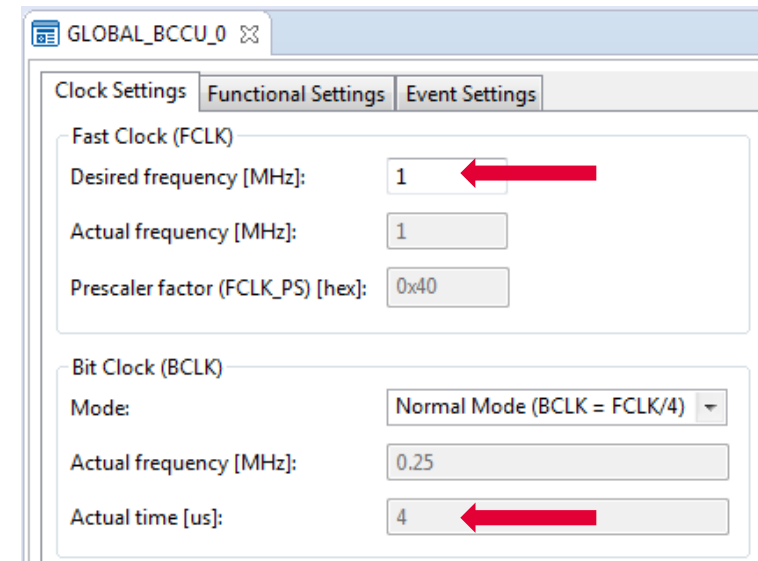 GLOBAL_BCCU_0
Clock Settings Functional Settings Event Settings
Fast Clock (FCLK)
Desired frequency [MHz]: 1
Actual frequency [MHz]: 1
Prescaler factor (FCLK_PS) [hex]: 0x40
Bit Clock (BCLK)
Mode: Normal Mode (BCLK = FCLK/4)
Actual frequency [MHz]: 0.25
Actual time [us]: 4